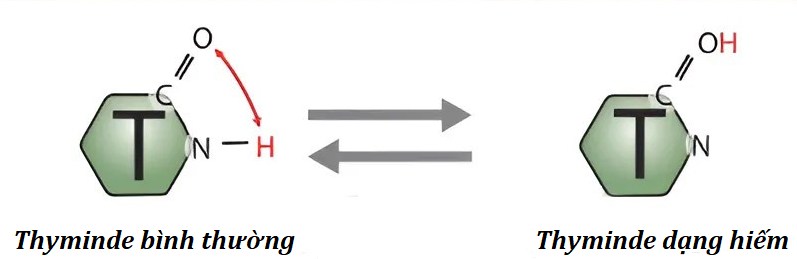 O
C
T
N
H
Thyminde bình thường
OH
C
T
N
Thyminde dạng hiếm